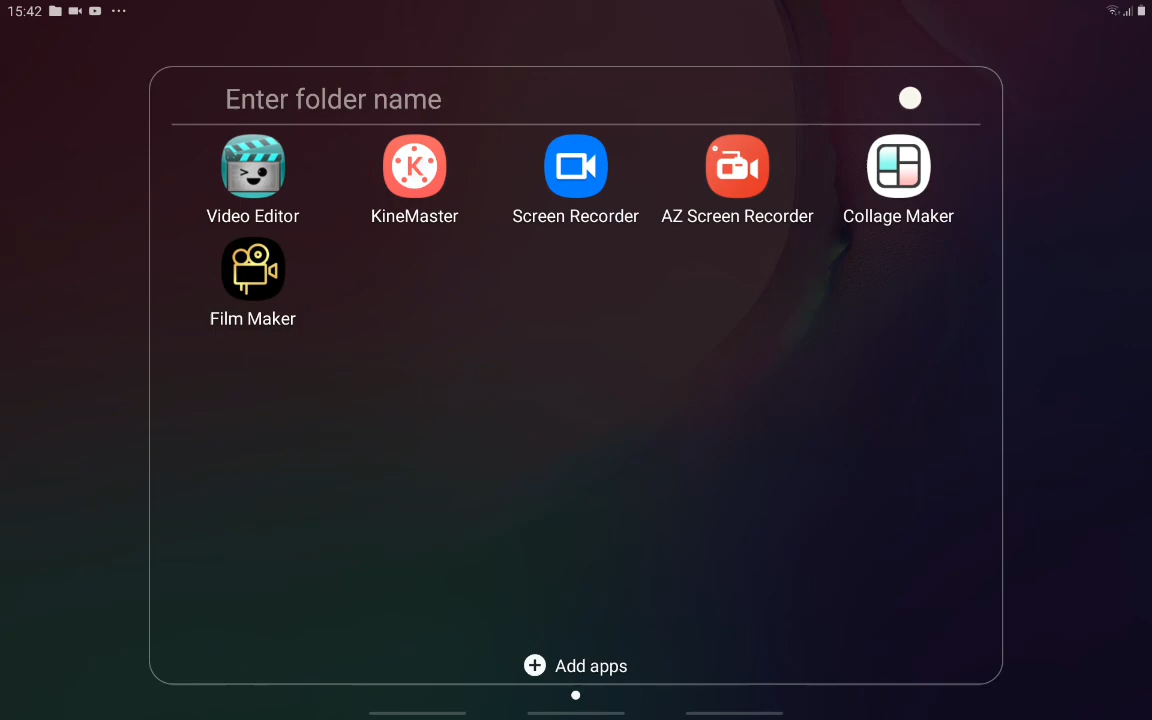 15:42
Enter folder name
Video Editor
KineMaster
Screen Recorder
AZ Screen Recorder
Collage Maker
Film Maker
Add apps